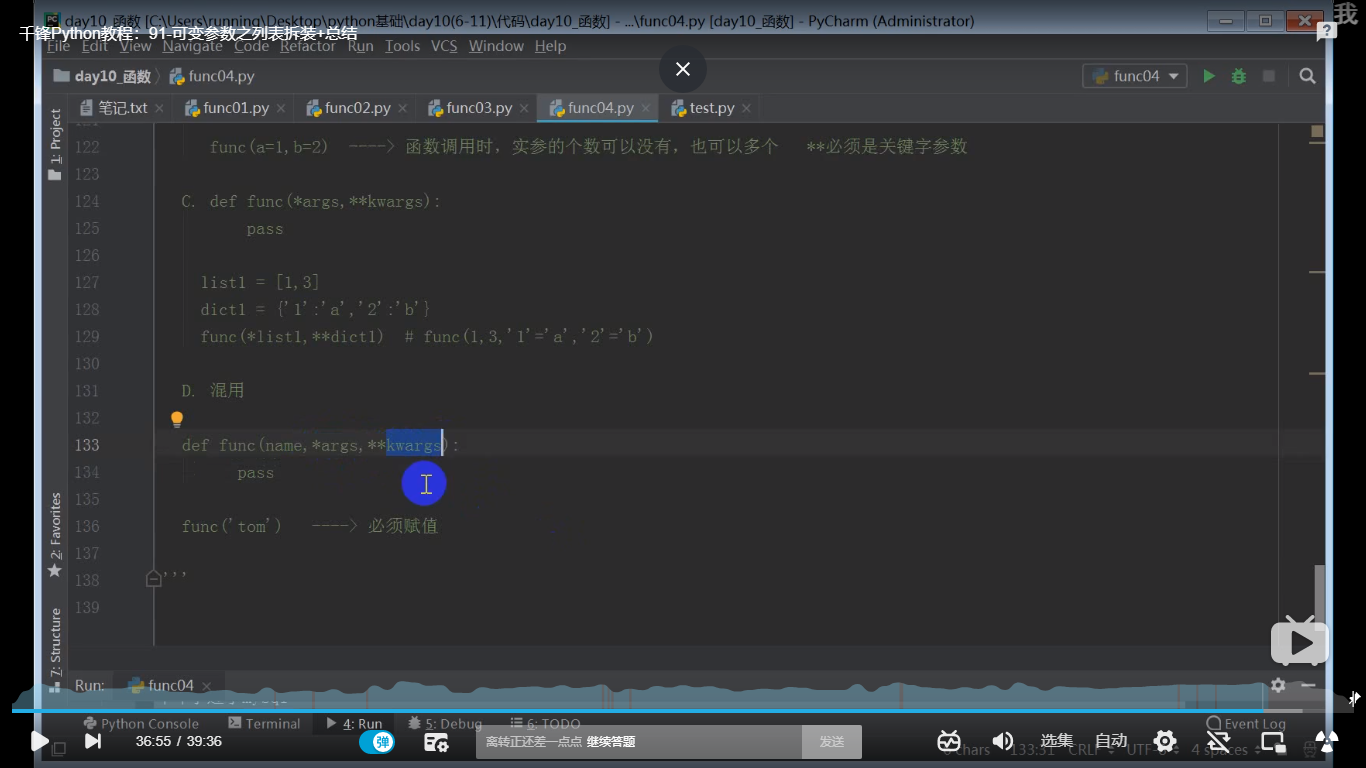 day10_函数 [C:\Users\running\Desktop\python基础\day10(6-11)\代码\day10_函数] - ...\func04.py [day10_函数] - PyCharm (Administrator)
我
千锋Python教程：91-可变参数之列表拆装+总结
File Edit View Navigate Code Refactor Run Tools VCS Window Help
day10_函数 func04.py
func04
笔记.txt func01.py func02.py func03.py func04.py test.py
1: Project
122 func(a=1,b=2) ----> 函数调用时，实参的个数可以没有，也可以多个 **必须是关键字参数
123
124 C. def func(*args,**kwargs):
125 pass
126
127 list1 = [1,3]
128 dict1 = {'1':'a','2':'b'}
129 func(*list1,**dict1) # func(1,3,'1'='a','2'='b')
130
131 D. 混用
132
133 def func(name,*args,**kwargs):
134 pass
135
136 func('tom') ----> 必须赋值
137
138 '''
139
2: Favorites
7: Structure
Run: func04
Python Console Terminal 4: Run 5: Debug 6: TODO Event Log
36:55 / 39:36
弹
离转正还差一点点 继续答题
发送
选集
自动
6 chars 133:31 CRLF UTF-8 4 spaces